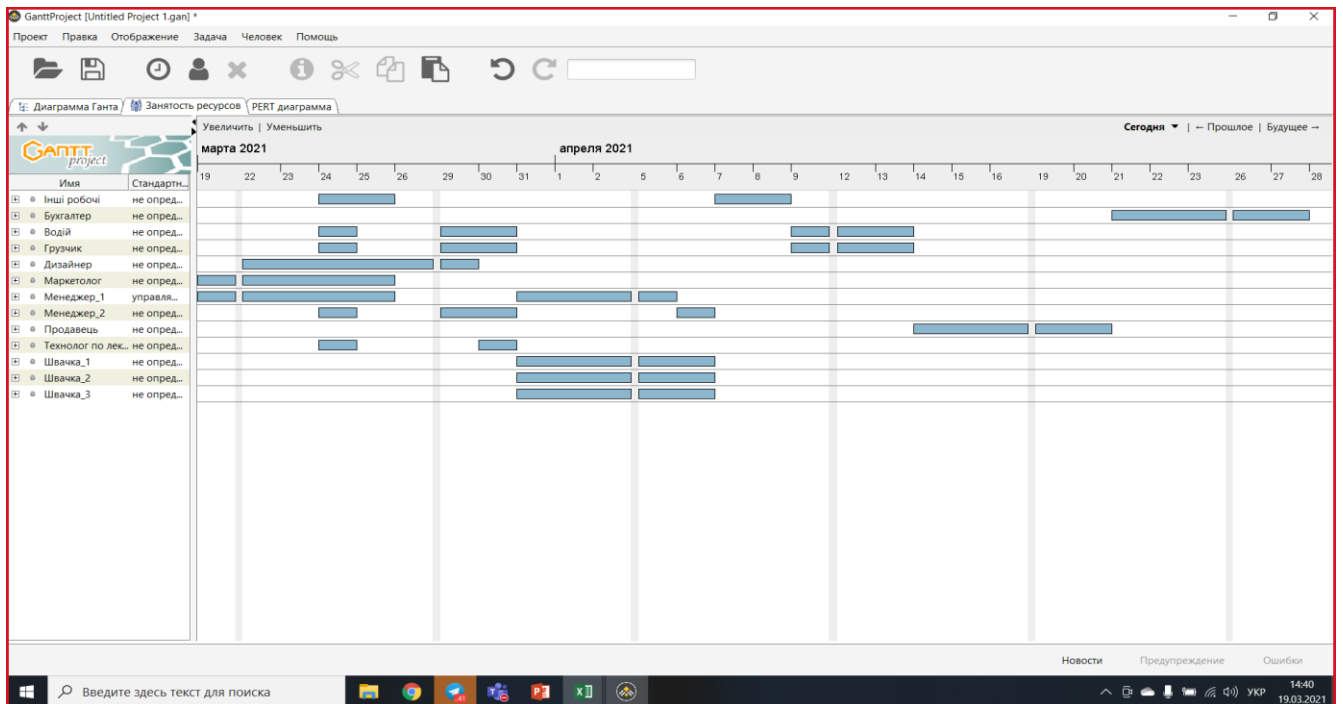 GanttProject [Untitled Project 1.gan] *
Проект Правка Отображение Задача Человек Помощь
Диаграмма Ганта Занятость ресурсов PERT диаграмма
Увеличить | Уменьшить Сегодня | ← Прошлое | Будущее →
GANTT project
марта 2021 апреля 2021
Имя Стандартн...
19 22 23 24 25 26 29 30 31 1 2 5 6 7 8 9 12 13 14 15 16 19 20 21 22 23 26 27 28
Інші робочі не опред...
Бухгалтер не опред...
Водій не опред...
Грузчик не опред...
Дизайнер не опред...
Маркетолог не опред...
Менеджер_1 управля...
Менеджер_2 не опред...
Продавець не опред...
Технолог по лек... не опред...
Швачка_1 не опред...
Швачка_2 не опред...
Швачка_3 не опред...
Новости Предупреждение Ошибки
Введите здесь текст для поиска
УКР 14:40
19.03.2021